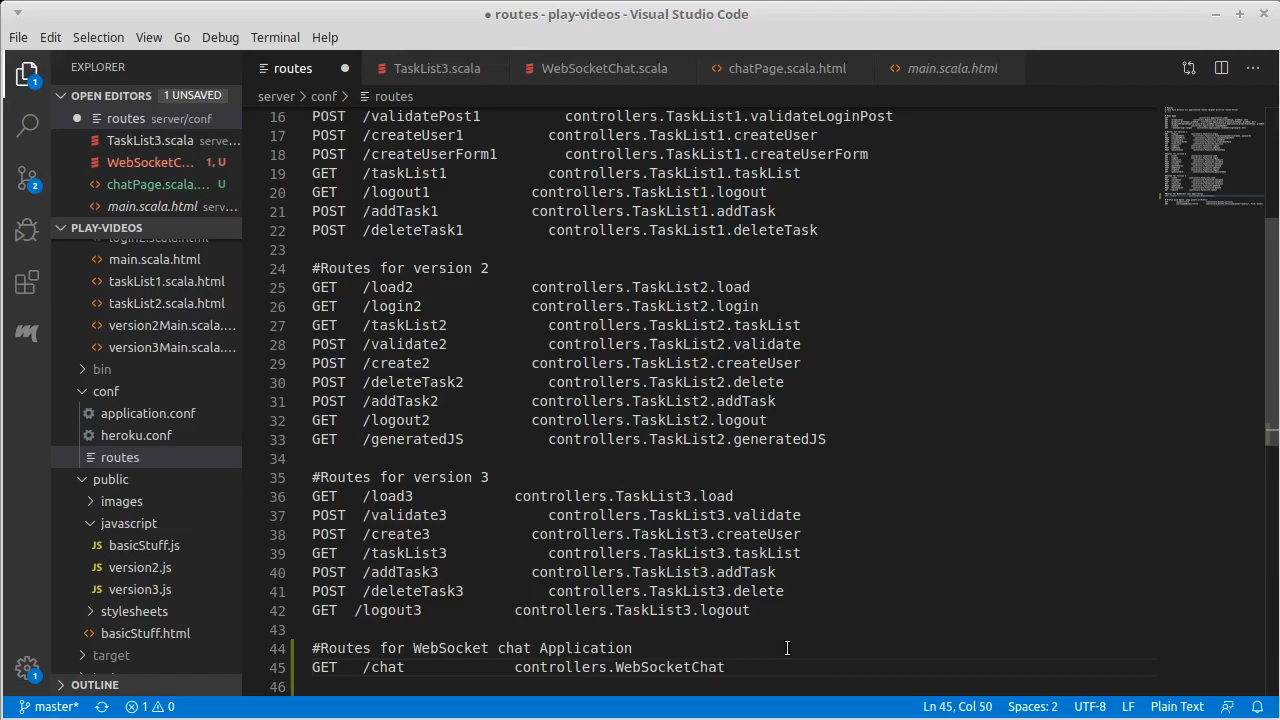 ● routes - play-videos - Visual Studio Code
File Edit Selection View Go Debug Terminal Help
EXPLORER
OPEN EDITORS 1 UNSAVED
routes server/conf
TaskList3.scala serve...
WebSocketC... 1, U
chatPage.scala.... U
main.scala.html serv...
PLAY-VIDEOS
main.scala.html
taskList1.scala.html
taskList2.scala.html
version2Main.scala....
version3Main.scala....
bin
conf
application.conf
heroku.conf
routes
public
images
javascript
JS basicStuff.js
JS version2.js
JS version3.js
stylesheets
basicStuff.html
target
OUTLINE
1
2
1
routes TaskList3.scala WebSocketChat.scala chatPage.scala.html main.scala.html
server > conf > routes
16 POST /validatePost1 controllers.TaskList1.validateLoginPost
17 POST /createUser1 controllers.TaskList1.createUser
18 POST /createUserForm1 controllers.TaskList1.createUserForm
19 GET /taskList1 controllers.TaskList1.taskList
20 GET /logout1 controllers.TaskList1.logout
21 POST /addTask1 controllers.TaskList1.addTask
22 POST /deleteTask1 controllers.TaskList1.deleteTask
23
24 #Routes for version 2
25 GET /load2 controllers.TaskList2.load
26 GET /login2 controllers.TaskList2.login
27 GET /taskList2 controllers.TaskList2.taskList
28 POST /validate2 controllers.TaskList2.validate
29 POST /create2 controllers.TaskList2.createUser
30 POST /deleteTask2 controllers.TaskList2.delete
31 POST /addTask2 controllers.TaskList2.addTask
32 GET /logout2 controllers.TaskList2.logout
33 GET /generatedJS controllers.TaskList2.generatedJS
34
35 #Routes for version 3
36 GET /load3 controllers.TaskList3.load
37 POST /validate3 controllers.TaskList3.validate
38 POST /create3 controllers.TaskList3.createUser
39 GET /taskList3 controllers.TaskList3.taskList
40 POST /addTask3 controllers.TaskList3.addTask
41 POST /deleteTask3 controllers.TaskList3.delete
42 GET /logout3 controllers.TaskList3.logout
43
44 #Routes for WebSocket chat Application
45 GET /chat controllers.WebSocketChat
46
master* 1 0 Ln 45, Col 50 Spaces: 2 UTF-8 LF Plain Text